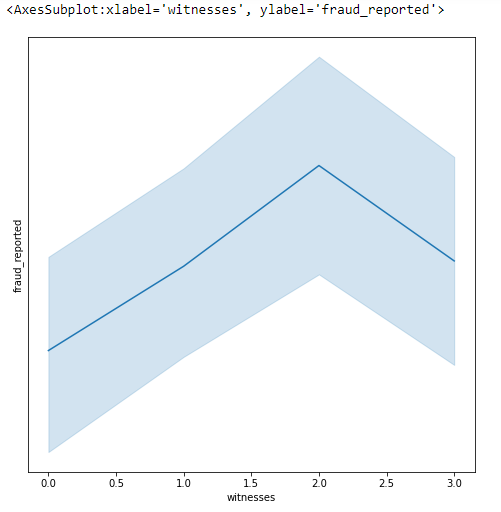 <AxesSubplot:xlabel='witnesses', ylabel='fraud_reported'>
fraud_reported
0.0 0.5 1.0 1.5 2.0 2.5 3.0
witnesses